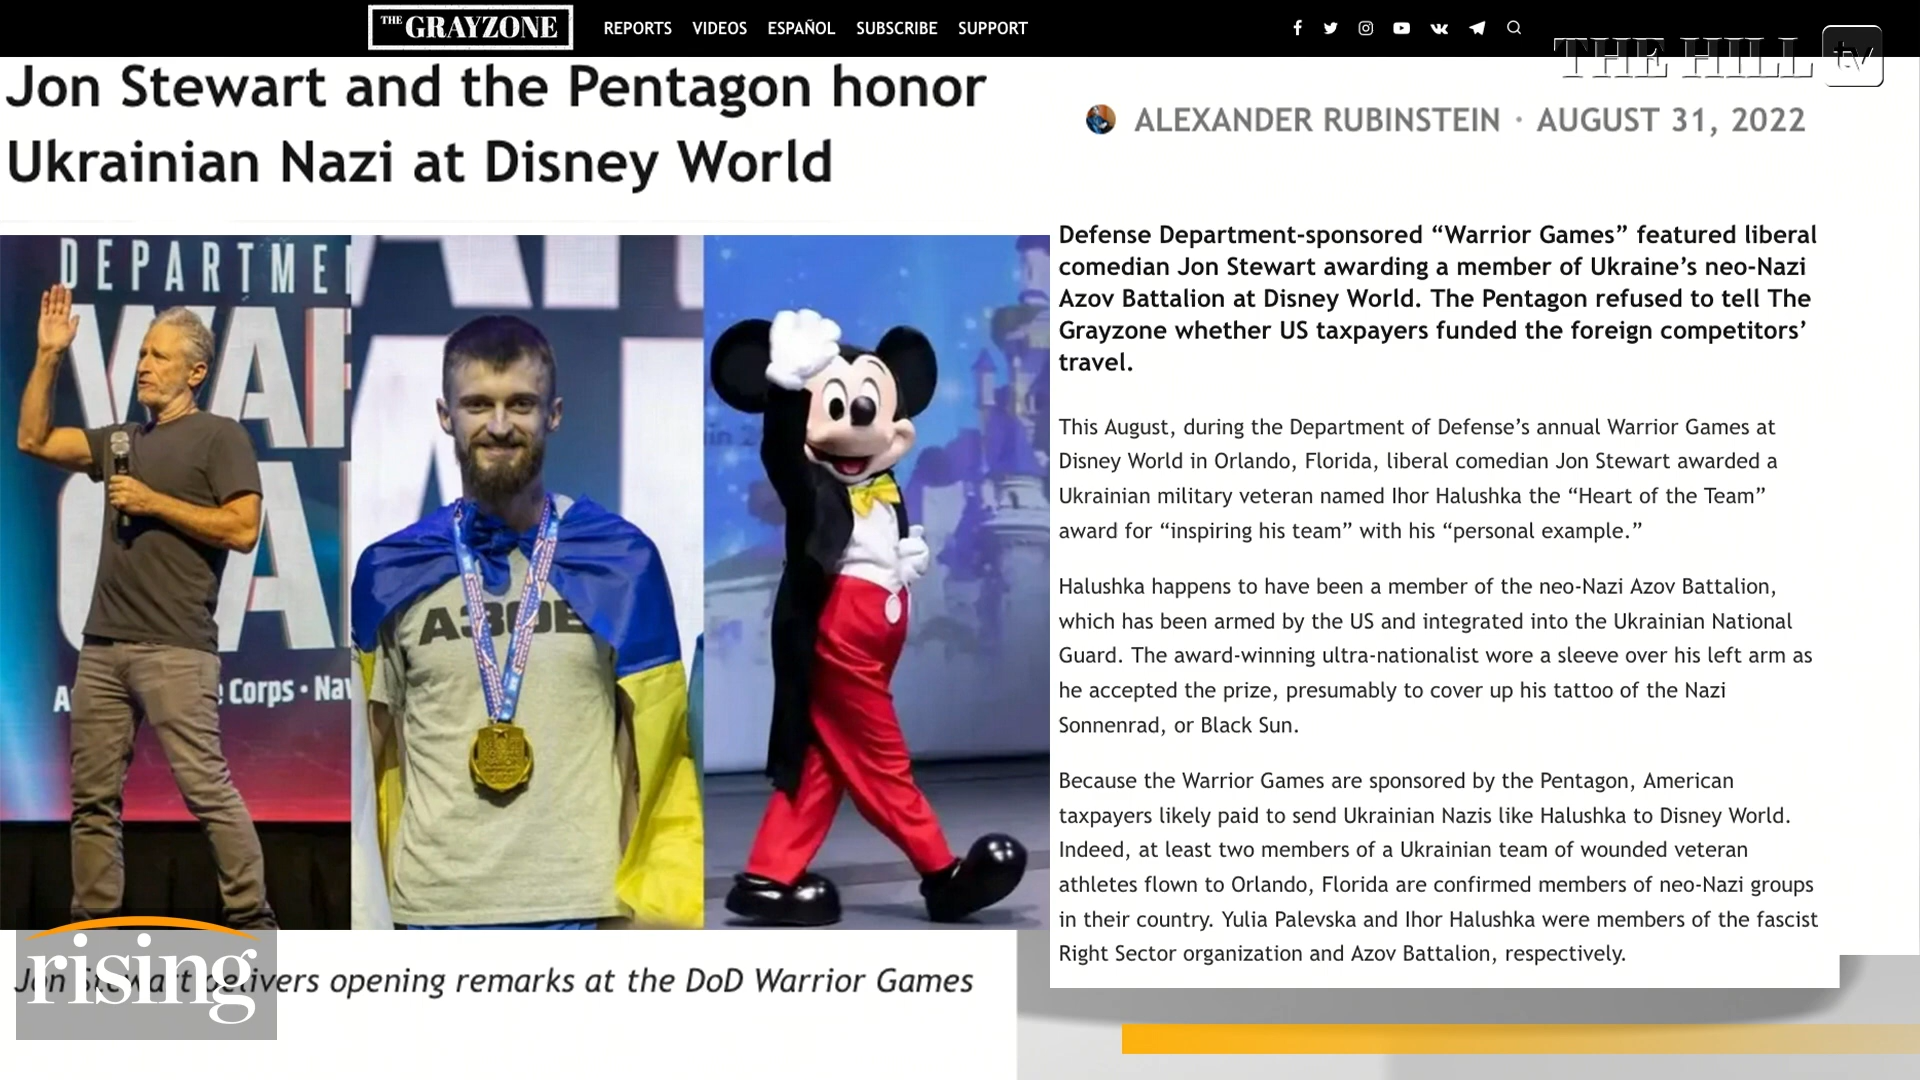 THE GRAYZONE REPORTS VIDEOS ESPAÑOL SUBSCRIBE SUPPORT
THE HILL tv
Jon Stewart and the Pentagon honor
Ukrainian Nazi at Disney World
ALEXANDER RUBINSTEIN · AUGUST 31, 2022
DEPARTME
WAR
GA
Corps • Nav
АЗОВ
Defense Department-sponsored “Warrior Games” featured liberal
comedian Jon Stewart awarding a member of Ukraine’s neo-Nazi
Azov Battalion at Disney World. The Pentagon refused to tell The
Grayzone whether US taxpayers funded the foreign competitors’
travel.
This August, during the Department of Defense’s annual Warrior Games at
Disney World in Orlando, Florida, liberal comedian Jon Stewart awarded a
Ukrainian military veteran named Ihor Halushka the “Heart of the Team”
award for “inspiring his team” with his “personal example.”
Halushka happens to have been a member of the neo-Nazi Azov Battalion,
which has been armed by the US and integrated into the Ukrainian National
Guard. The award-winning ultra-nationalist wore a sleeve over his left arm as
he accepted the prize, presumably to cover up his tattoo of the Nazi
Sonnenrad, or Black Sun.
Because the Warrior Games are sponsored by the Pentagon, American
taxpayers likely paid to send Ukrainian Nazis like Halushka to Disney World.
Indeed, at least two members of a Ukrainian team of wounded veteran
athletes flown to Orlando, Florida are confirmed members of neo-Nazi groups
in their country. Yulia Palevska and Ihor Halushka were members of the fascist
Right Sector organization and Azov Battalion, respectively.
Jon Stewart delivers opening remarks at the DoD Warrior Games
rising